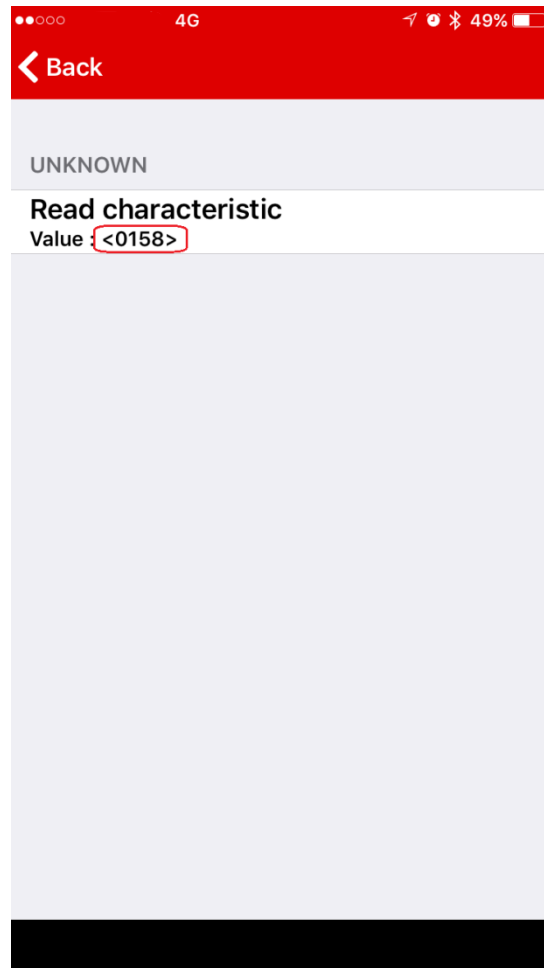 4G
49%
Back
UNKNOWN
Read characteristic
Value : <0158>